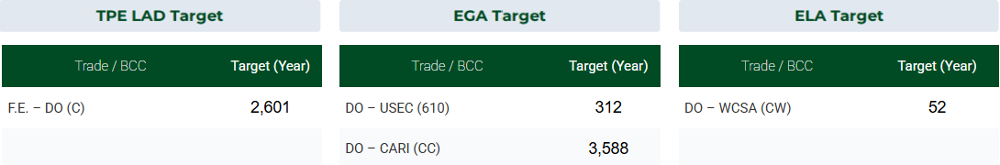 TPE LAD Target
Trade / BCC Target (Year)
F.E. – DO (C) 2,601
EGA Target
Trade / BCC Target (Year)
DO – USEC (610) 312
DO – CARI (CC) 3,588
ELA Target
Trade / BCC Target (Year)
DO – WCSA (CW) 52